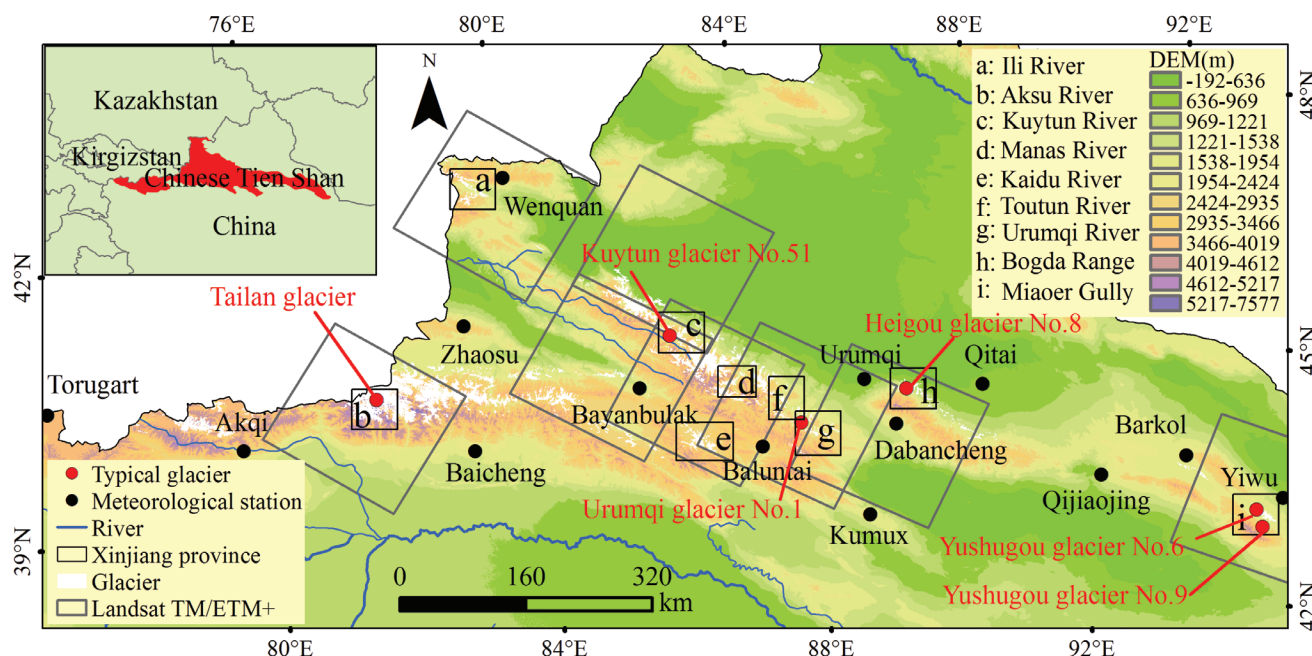 76°E
80°E
84°E
88°E
92°E
Kazakhstan
Kirgizstan
Chinese Tien Shan
China
N
a: Ili River
b: Aksu River
c: Kuytun River
d: Manas River
e: Kaidu River
f: Toutun River
g: Urumqi River
h: Bogda Range
i: Miaoer Gully
DEM(m)
-192-636
636-969
969-1221
1221-1538
1538-1954
1954-2424
2424-2935
2935-3466
3466-4019
4019-4612
4612-5217
5217-7577
48°N
45°N
42°N
42°N
39°N
a
Wenquan
Kuytun glacier No.51
Tailan glacier
c
Heigou glacier No.8
Zhaosu
Urumqi
Qitai
d
h
Torugart
f
b
Akqi
Bayanbulak
e
g
Dabancheng
Barkol
Baicheng
Baluntai
Qijiaojing
Yiwu
Urumqi glacier No.1
Kumux
i
Yushugou glacier No.6
Yushugou glacier No.9
Typical glacier
Meteorological station
River
Xinjiang province
Glacier
Landsat TM/ETM+
0
160
320
km
80°E
84°E
88°E
92°E